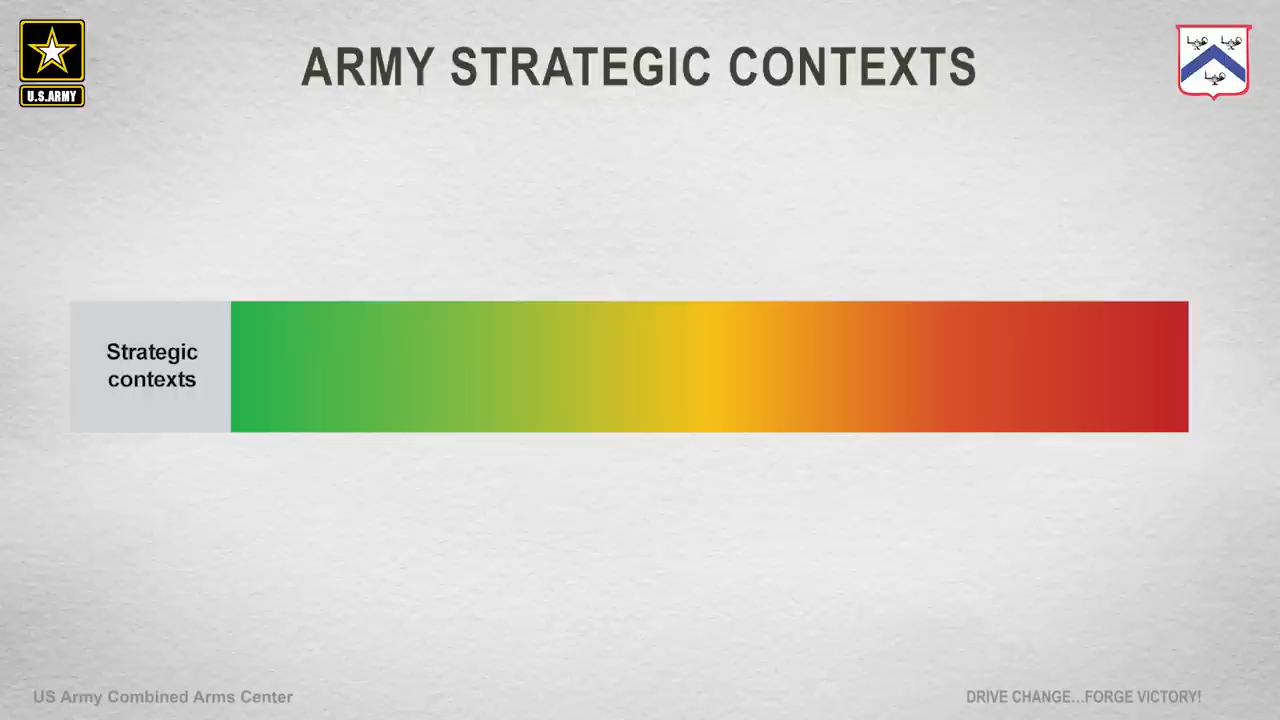 U.S.ARMY
ARMY STRATEGIC CONTEXTS
Strategic
contexts
US Army Combined Arms Center
DRIVE CHANGE...FORGE VICTORY!